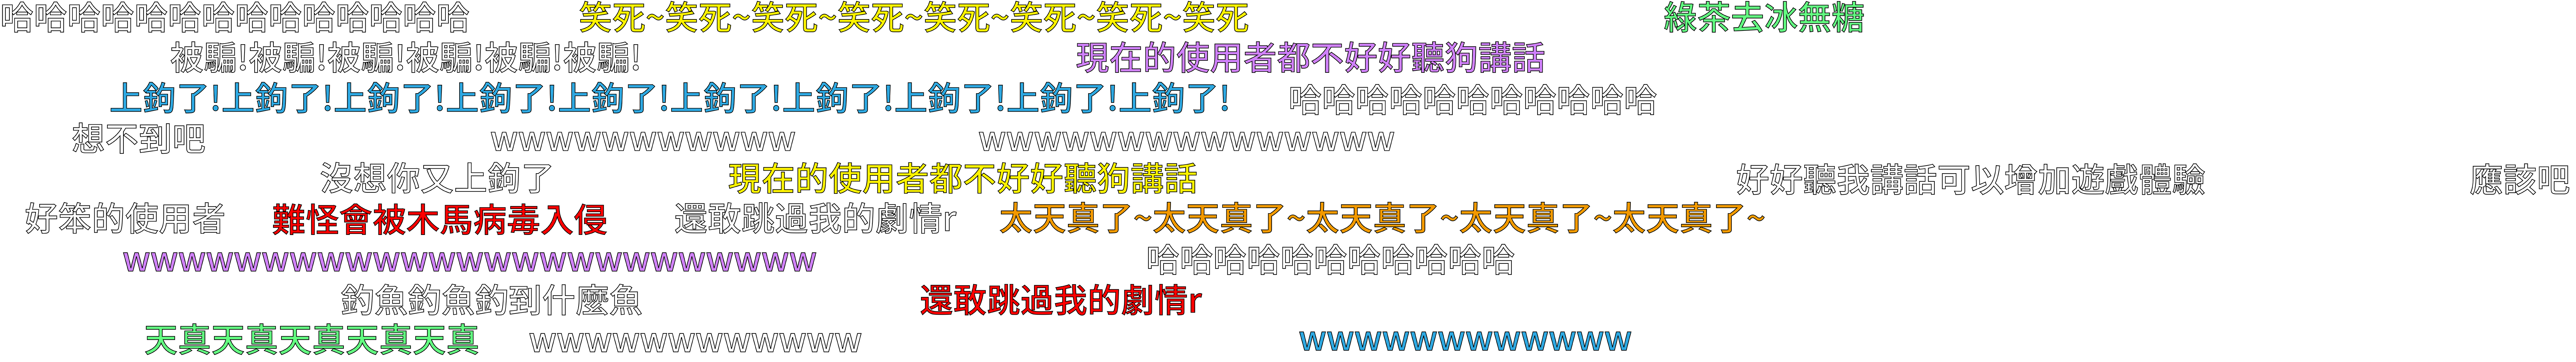 哈哈哈哈哈哈哈哈哈哈哈哈哈哈 笑死~笑死~笑死~笑死~笑死~笑死~笑死~笑死 綠茶去冰無糖
被騙!被騙!被騙!被騙!被騙!被騙! 現在的使用者都不好好聽狗講話
上鉤了!上鉤了!上鉤了!上鉤了!上鉤了!上鉤了!上鉤了!上鉤了!上鉤了!上鉤了! 哈哈哈哈哈哈哈哈哈哈哈
想不到吧 wwwwwwwwwww wwwwwwwwwwwwwww
沒想你又上鉤了 現在的使用者都不好好聽狗講話 好好聽我講話可以增加遊戲體驗 應該吧
好笨的使用者 難怪會被木馬病毒入侵 還敢跳過我的劇情r 太天真了~太天真了~太天真了~太天真了~太天真了~
wwwwwwwwwwwwwwwwwwwwwwwww 哈哈哈哈哈哈哈哈哈哈哈
釣魚釣魚釣到什麼魚 還敢跳過我的劇情r
天真天真天真天真天真 wwwwwwwwwwww wwwwwwwwwwww